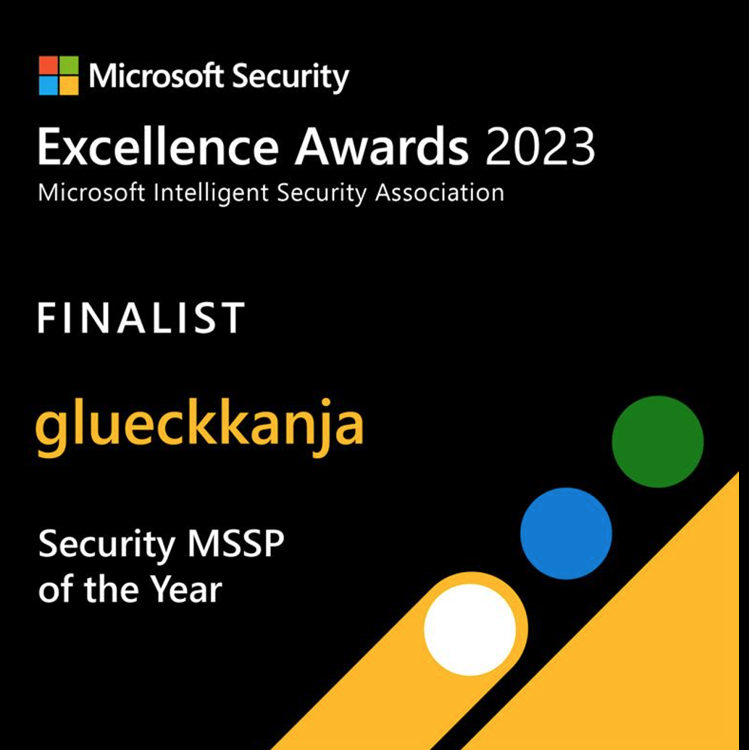 Microsoft Security
Excellence Awards 2023
Microsoft Intelligent Security Association
FINALIST
glueckkanja
Security MSSP
of the Year